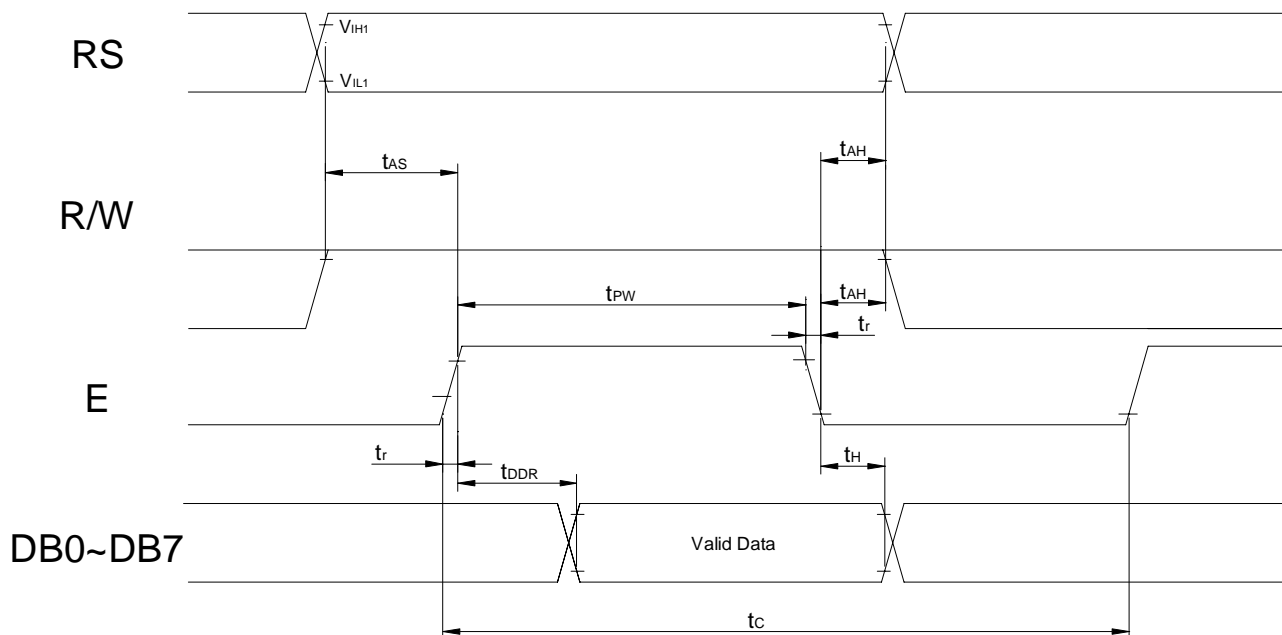 RS
VIH1
VIL1
tAS
tAH
R/W
tPW
tAH
tr
E
tr
tDDR
tH
DB0~DB7
Valid Data
tC